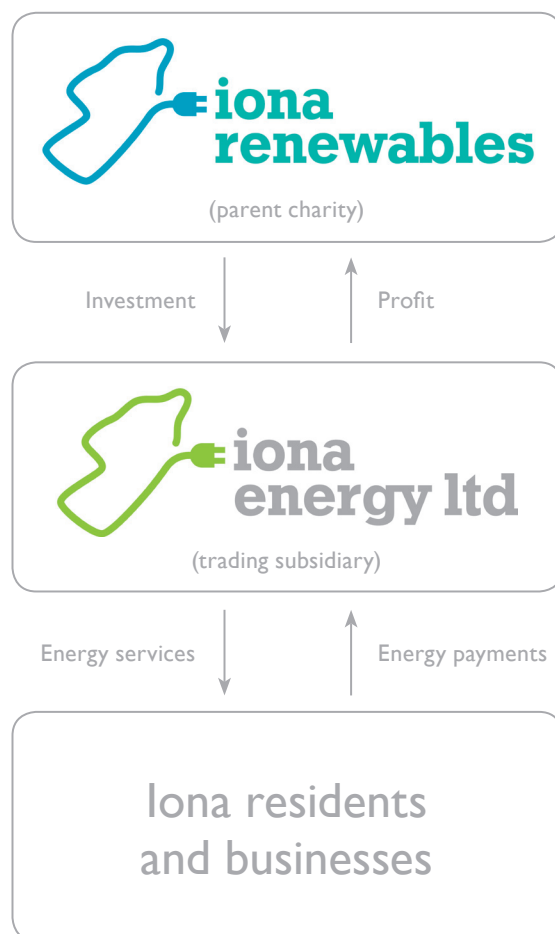 iona
renewables
(parent charity)
Investment
Profit
iona
energy ltd
(trading subsidiary)
Energy services
Energy payments
Iona residents
and businesses